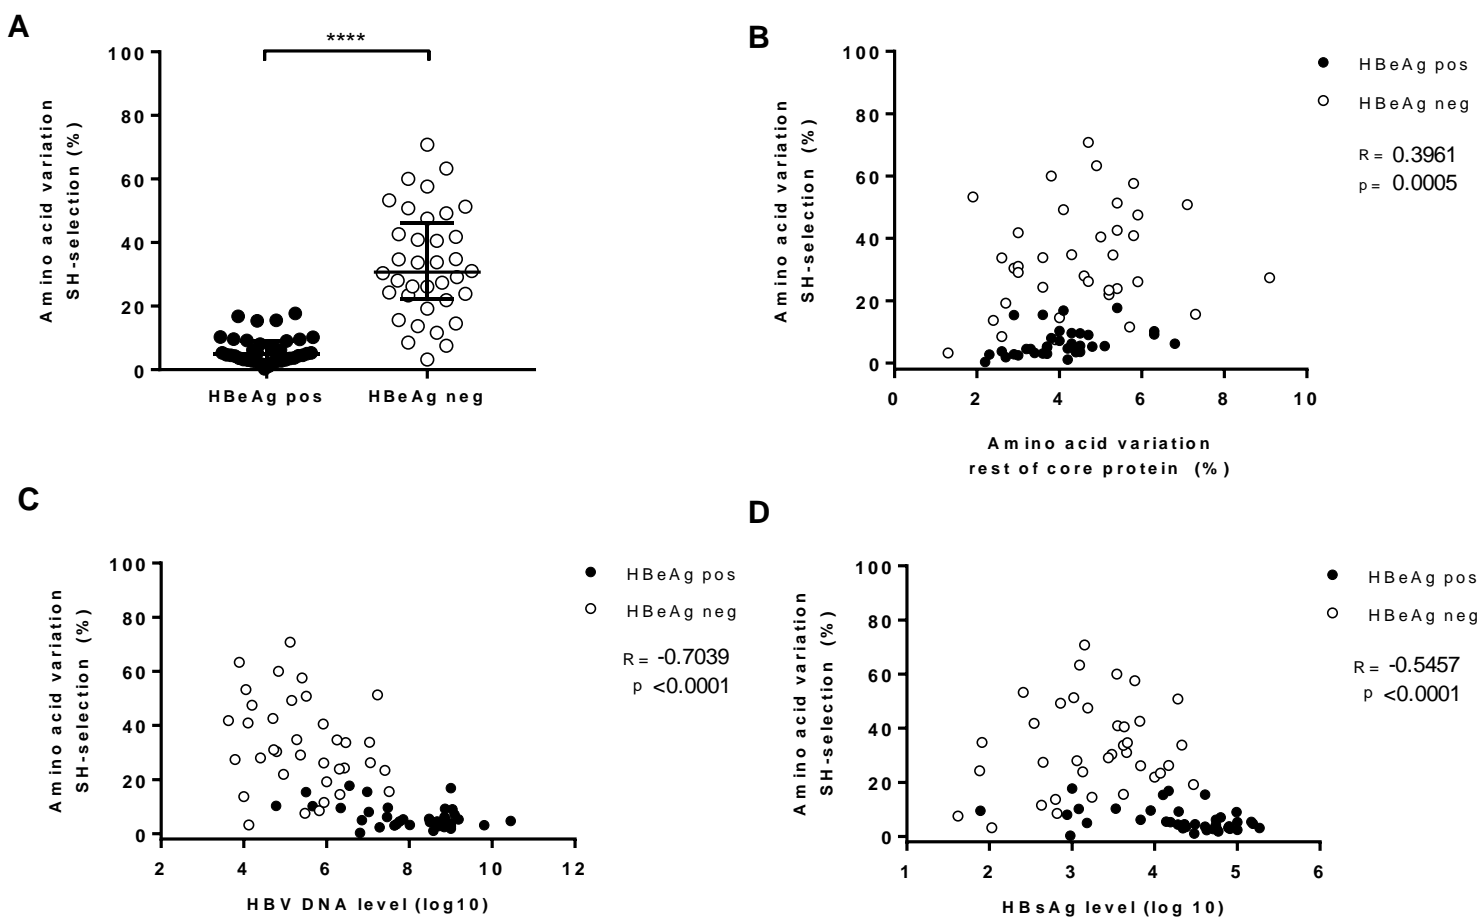 A
****
Amino acid variation
SH-selection (%)
100
80
60
40
20
0
HBeAg pos
HBeAg neg
B
Amino acid variation
SH-selection (%)
100
80
60
40
20
0
0
2
4
6
8
10
Amino acid variation
rest of core protein (%)
HBeAg pos
HBeAg neg
R = 0.3961
p = 0.0005
C
Amino acid variation
SH-selection (%)
100
80
60
40
20
0
2
4
6
8
10
12
HBV DNA level (log10)
HBeAg pos
HBeAg neg
R = -0.7039
p <0.0001
D
Amino acid variation
SH-selection (%)
100
80
60
40
20
0
1
2
3
4
5
6
HBsAg level (log 10)
HBeAg pos
HBeAg neg
R = -0.5457
p <0.0001